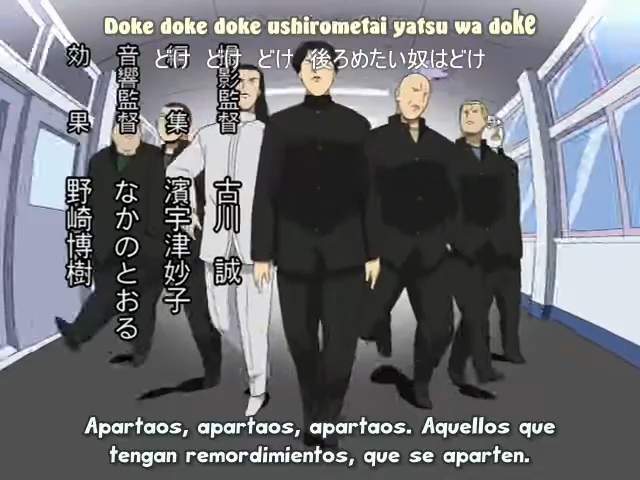 Doke doke doke ushirometai yatsu wa doke
どけ どけ どけ 後ろめたい奴はどけ
撮影監督 古川 誠
編集 濱宇津妙子
音響監督 なかのとおる
効果 野崎博樹
Apartaos, apartaos, apartaos. Aquellos que
tengan remordimientos, que se aparten.